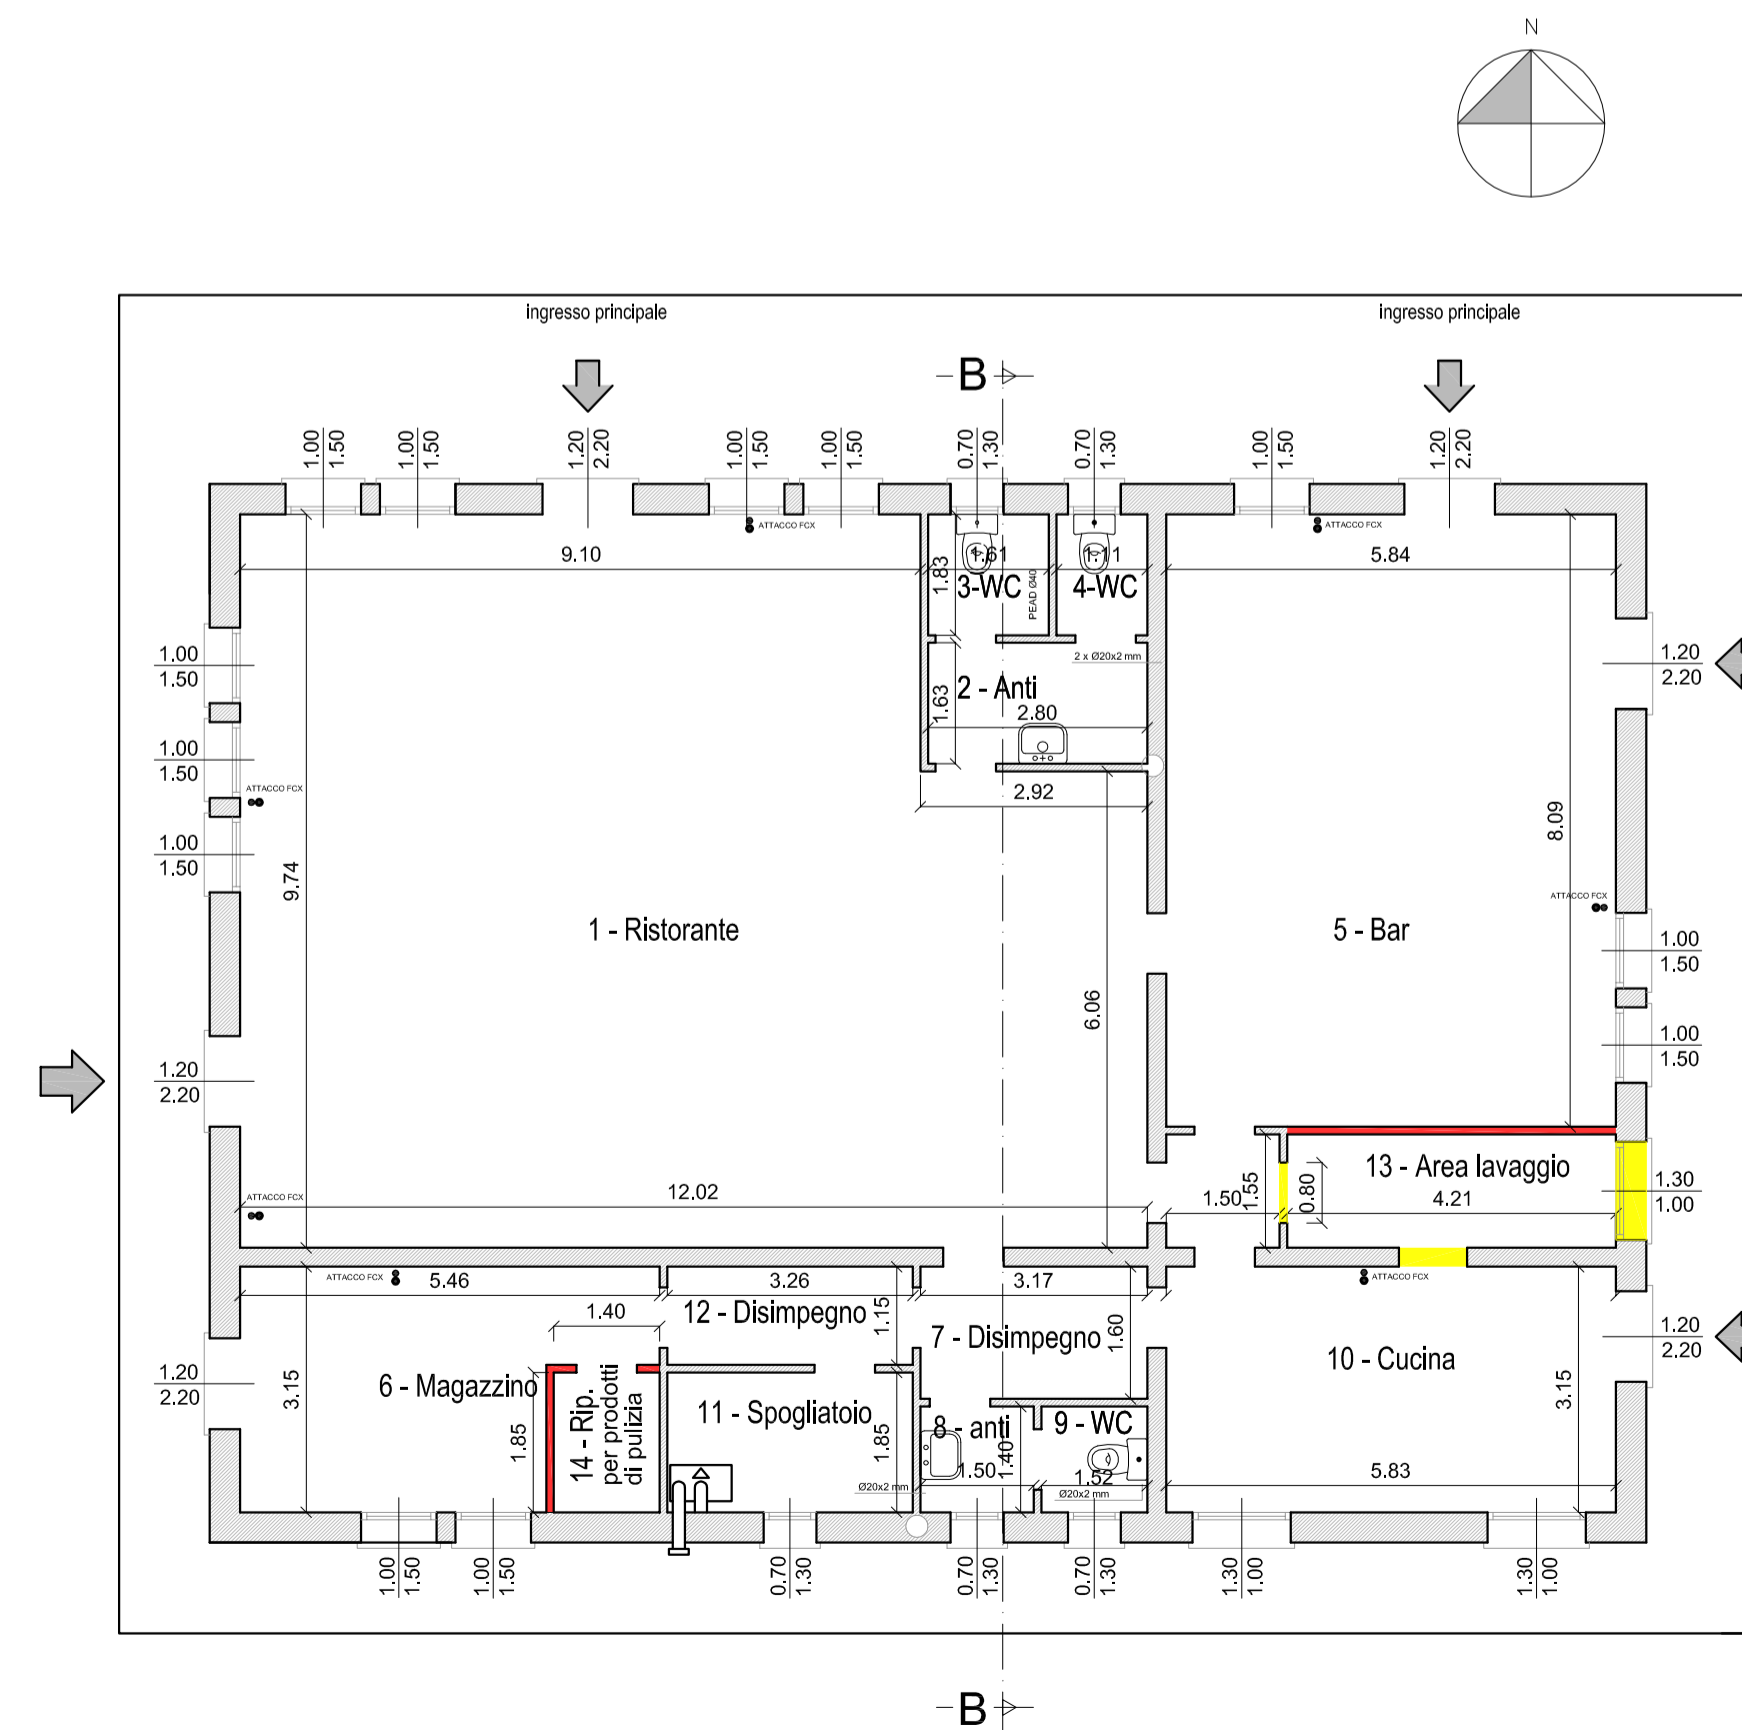 N
ingresso principale
ingresso principale
B
1.00
1.50
1.00
1.50
1.20
2.20
1.00
1.50
1.00
1.50
0.70
1.30
0.70
1.30
1.00
1.50
1.20
2.20
ATTACCO FCX
ATTACCO FCX
9.10
1.83
1.61
1.11
5.84
3-WC
PEAD Ø40
4-WC
2 x Ø20x2 mm
1.00
1.50
1.20
2.20
2 - Anti
1.63
2.80
1.00
1.50
ATTACCO FCX
2.92
8.09
1.00
1.50
9.74
ATTACCO FCX
1 - Ristorante
5 - Bar
1.00
1.50
6.06
1.00
1.50
1.20
2.20
13 - Area lavaggio
1.30
1.00
ATTACCO FCX
12.02
1.50
1.55
0.80
4.21
ATTACCO FCX
5.46
3.26
3.17
ATTACCO FCX
1.40
12 - Disimpegno
1.15
7 - Disimpegno
1.60
1.20
2.20
10 - Cucina
1.20
2.20
3.15
6 - Magazzino
3.15
1.85
14 - Rip.
per prodotti
di pulizia
11 - Spogliatoio
1.85
8 - anti
1.40
9 - WC
1.50
1.52
5.83
Ø20x2 mm
Ø20x2 mm
1.00
1.50
1.00
1.50
0.70
1.30
0.70
1.30
0.70
1.30
1.30
1.00
1.30
1.00
B